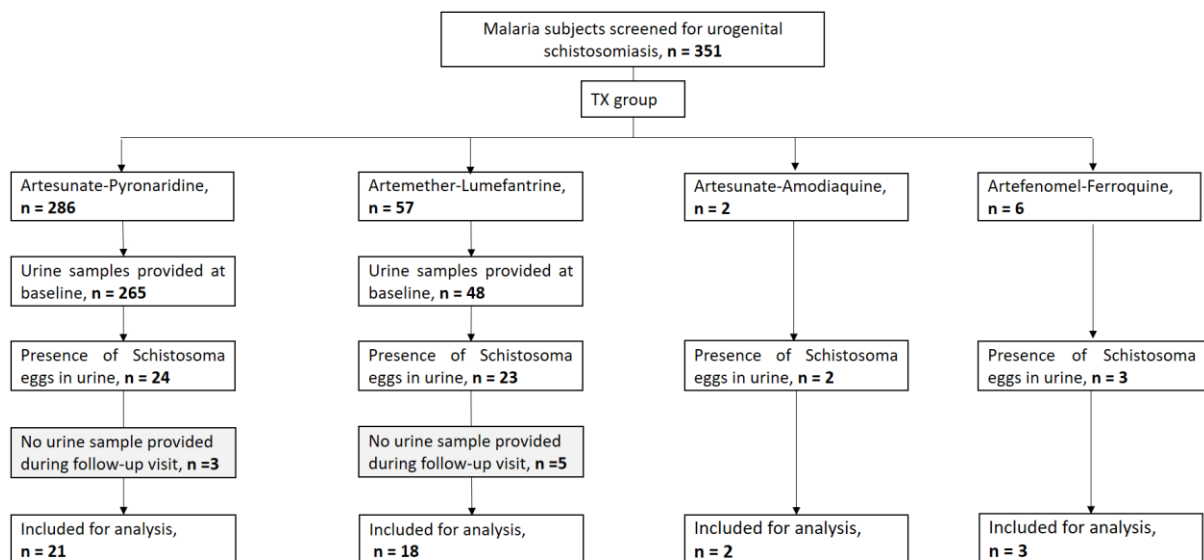 Malaria subjects screened for urogenital
schistosomiasis, n = 351
TX group
Artesunate-Pyronaridine,
n = 286
Artemether-Lumefantrine,
n = 57
Artesunate-Amodiaquine,
n = 2
Artefenomel-Ferroquine,
n = 6
Urine samples provided at
baseline, n = 265
Urine samples provided at
baseline, n = 48
Presence of Schistosoma
eggs in urine, n = 24
Presence of Schistosoma
eggs in urine, n = 23
Presence of Schistosoma
eggs in urine, n = 2
Presence of Schistosoma
eggs in urine, n = 3
No urine sample provided
during follow-up visit, n =3
No urine sample provided
during follow-up visit, n =5
Included for analysis,
n = 21
Included for analysis,
n = 18
Included for analysis,
n = 2
Included for analysis,
n = 3